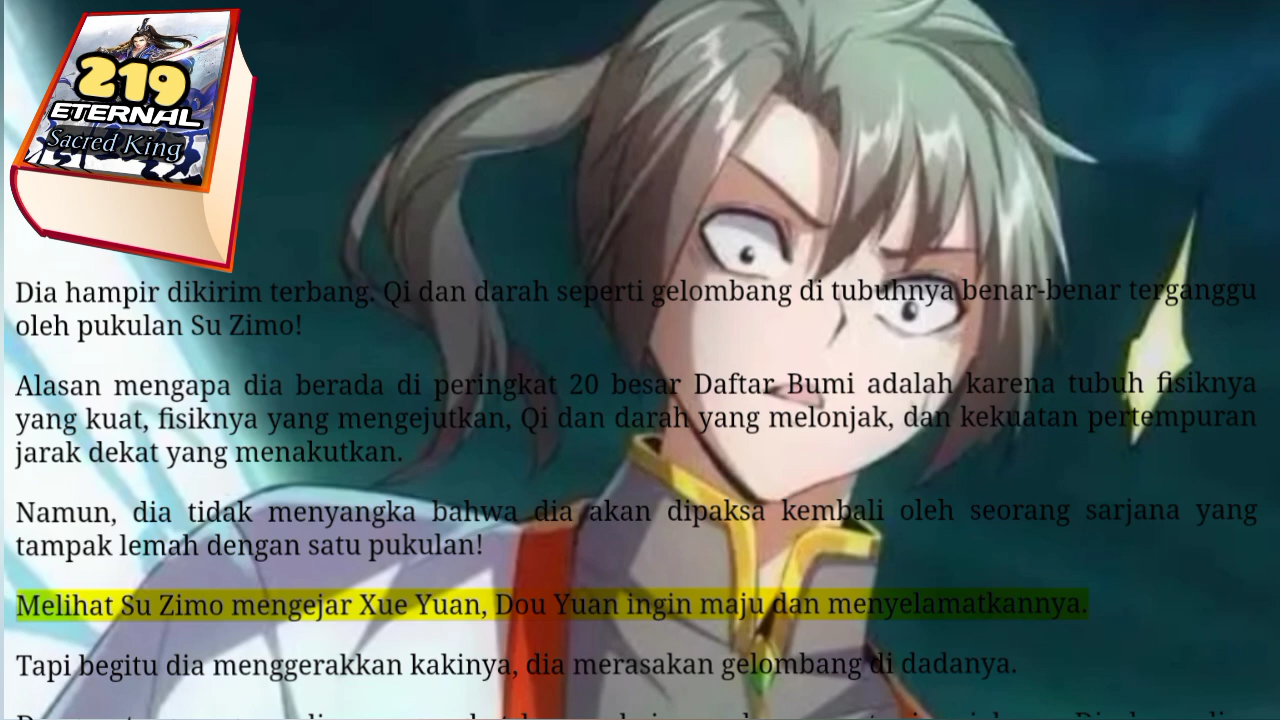 219
ETERNAL
Sacred King
Dia hampir dikirim terbang. Qi dan darah seperti gelombang di tubuhnya benar-benar terganggu
oleh pukulan Su Zimo!
Alasan mengapa dia berada di peringkat 20 besar Daftar Bumi adalah karena tubuh fisiknya
yang kuat, fisiknya yang mengejutkan, Qi dan darah yang melonjak, dan kekuatan pertempuran
jarak dekat yang menakutkan.
Namun, dia tidak menyangka bahwa dia akan dipaksa kembali oleh seorang sarjana yang
tampak lemah dengan satu pukulan!
Melihat Su Zimo mengejar Xue Yuan, Dou Yuan ingin maju dan menyelamatkannya.
Tapi begitu dia menggerakkan kakinya, dia merasakan gelombang di dadanya.